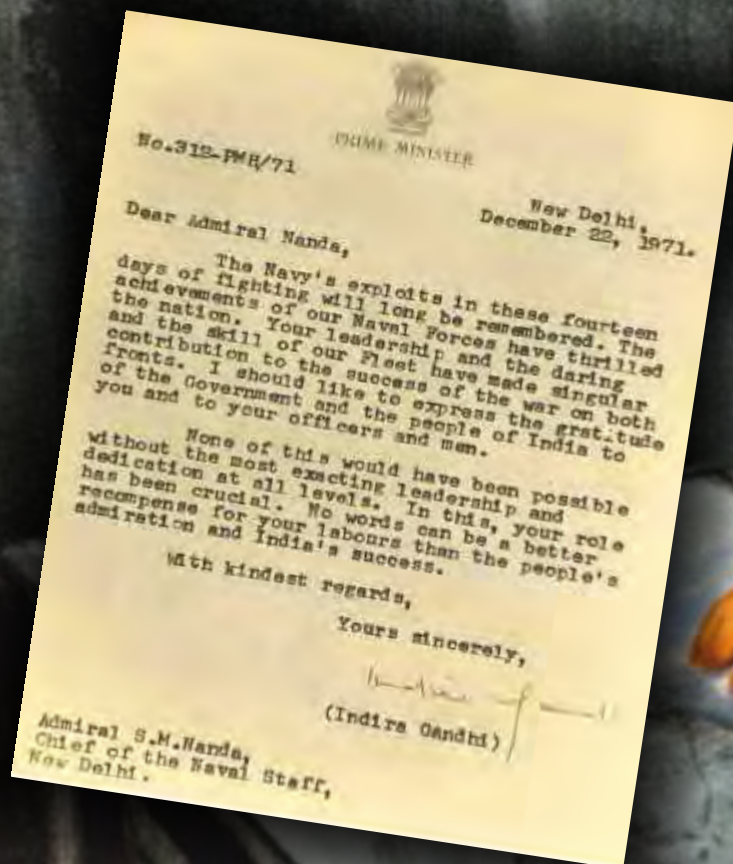 PRIME MINISTER
No.312-PMH/71
New Delhi,
December 22, 1971.
Dear Admiral Nanda,
The Navy's exploits in these fourteen
days of fighting will long be remembered. The
achievements of our Naval Forces have thrilled
the nation. Your leadership and the daring
and the skill of our Fleet have made singular
contribution to the success of the war on both
fronts. I should like to express the gratitude
of the Government and the people of India to
you and to your officers and men.
None of this would have been possible
without the most exacting leadership and
dedication at all levels. In this, your role
has been crucial. No words can be a better
recompense for your labours than the people's
admiration and India's success.
With kindest regards,
Yours sincerely,
(Indira Gandhi)
Admiral S.M.Nanda,
Chief of the Naval Staff,
New Delhi.